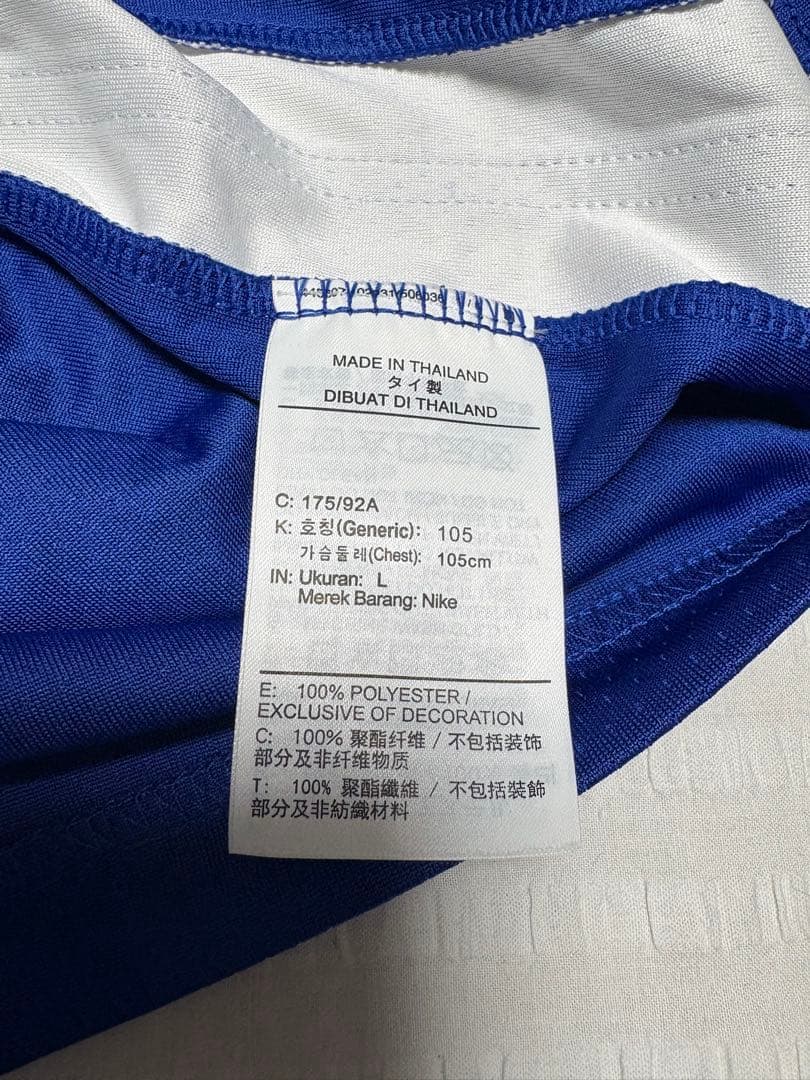 MADE IN THAILAND
タイ製
DIBUAT DI THAILAND
C: 175/92A
K: 호칭(Generic): 105
가슴둘레(Chest): 105cm
IN: Ukuran: L
Merek Barang: Nike
E: 100% POLYESTER /
EXCLUSIVE OF DECORATION
C: 100% 聚酯纤维 / 不包括装饰
部分及非纤维物质
T: 100% 聚酯纖維 / 不包括裝飾
部分及非紡織材料